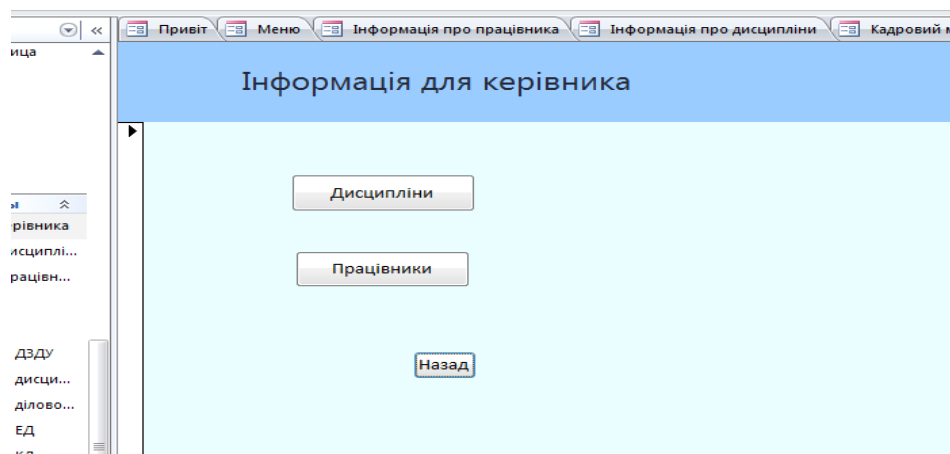 Привіт Меню Інформація про працівника Інформація про дисципліни Кадровий
ица
Інформація для керівника
ы
рівника
исциплі...
рацівн...
ДЗДУ
дисци...
ділово...
ЕД
Дисципліни
Працівники
Назад